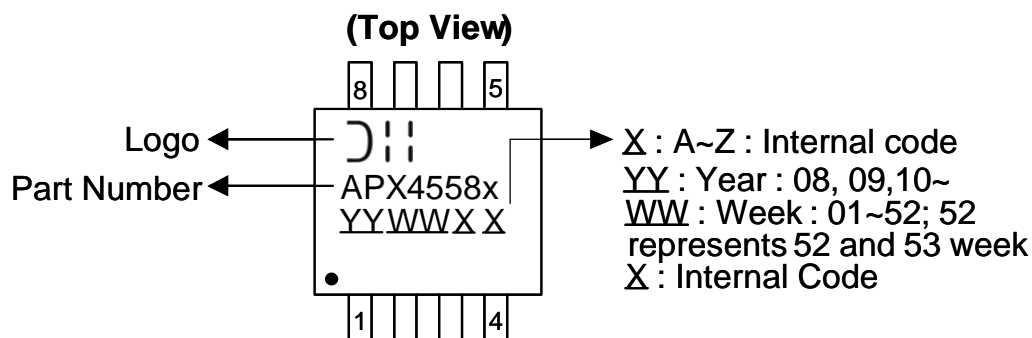 (Top View)
8 5
Logo
Part Number
APX4558x
YYWWX X
1 4
X : A~Z : Internal code
YY : Year : 08, 09,10~
WW : Week : 01~52; 52
represents 52 and 53 week
X : Internal Code